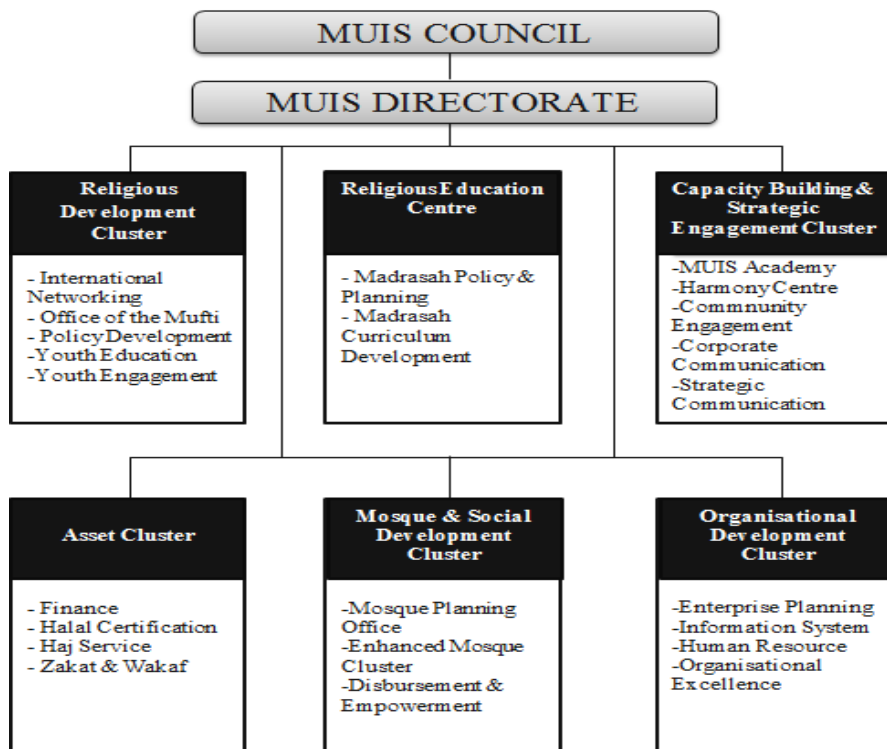 MUIS COUNCIL
MUIS DIRECTORATE
Religious
Development
Cluster
- International
Networking
- Office of the Mufti
- Policy Development
-Youth Education
-Youth Engagement
Religious Education
Centre
- Madrasah Policy &
Planning
- Madrasah
Curriculum
Development
Capacity Building &
Strategic
Engagement Cluster
-MUIS Academy
-Harmony Centre
-Commnunity
Engagement
-Corporate
Communication
-Strategic
Communication
Asset Cluster
- Finance
- Halal Certification
- Haj Service
- Zakat & Wakaf
Mosque & Social
Development
Cluster
-Mosque Planning
Office
-Enhanced Mosque
Cluster
-Disbursement &
Empowerment
Organisational
Development
Cluster
-Enterprise Planning
-Information System
-Human Resource
-Organisational
Excellence